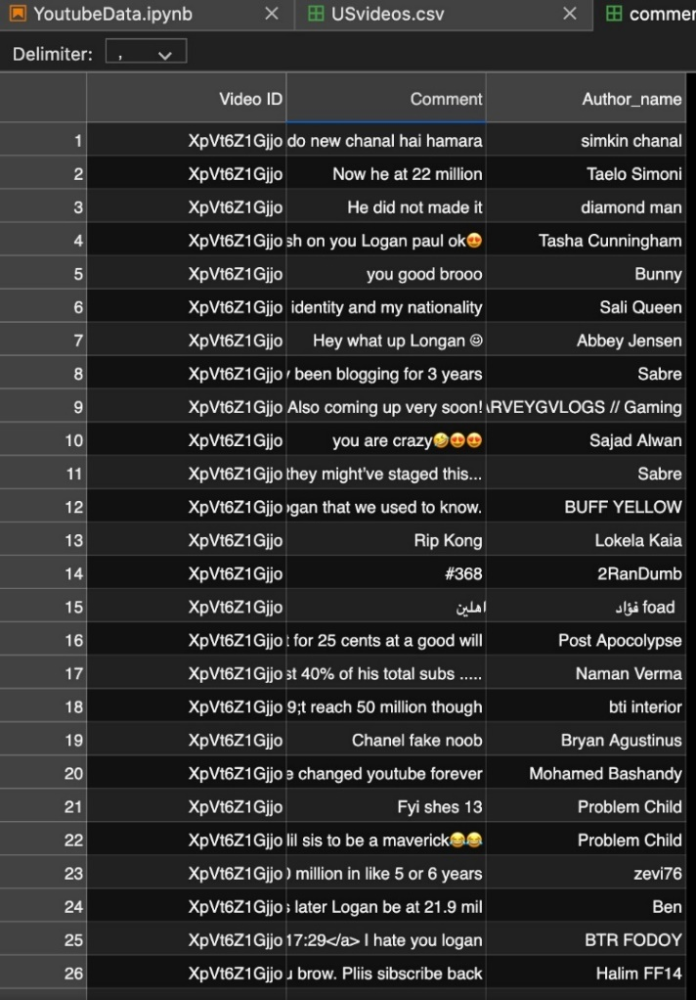 YoutubeData.ipynb × USvideos.csv × commen
Delimiter: ,
Video ID Comment Author_name
1 XpVt6Z1Gjjo do new chanal hai hamara simkin chanal
2 XpVt6Z1Gjjo Now he at 22 million Taelo Simoni
3 XpVt6Z1Gjjo He did not made it diamond man
4 XpVt6Z1Gjjo sh on you Logan paul ok😍 Tasha Cunningham
5 XpVt6Z1Gjjo you good brooo Bunny
6 XpVt6Z1Gjjo identity and my nationality Sali Queen
7 XpVt6Z1Gjjo Hey what up Longan ☺ Abbey Jensen
8 XpVt6Z1Gjjo been blogging for 3 years Sabre
9 XpVt6Z1Gjjo Also coming up very soon! ARVEYGVLOGS // Gaming
10 XpVt6Z1Gjjo you are crazy🤣😍😍 Sajad Alwan
11 XpVt6Z1Gjjo they might've staged this... Sabre
12 XpVt6Z1Gjjo ogan that we used to know. BUFF YELLOW
13 XpVt6Z1Gjjo Rip Kong Lokela Kaia
14 XpVt6Z1Gjjo #368 2RanDumb
15 XpVt6Z1Gjjo اهلين foad فؤاد
16 XpVt6Z1Gjjo t for 25 cents at a good will Post Apocolypse
17 XpVt6Z1Gjjo st 40% of his total subs ..... Naman Verma
18 XpVt6Z1Gjjo 9;t reach 50 million though bti interior
19 XpVt6Z1Gjjo Chanel fake noob Bryan Agustinus
20 XpVt6Z1Gjjo e changed youtube forever Mohamed Bashandy
21 XpVt6Z1Gjjo Fyi shes 13 Problem Child
22 XpVt6Z1Gjjo lil sis to be a maverick😂😂 Problem Child
23 XpVt6Z1Gjjo 0 million in like 5 or 6 years zevi76
24 XpVt6Z1Gjjo s later Logan be at 21.9 mil Ben
25 XpVt6Z1Gjjo 17:29</a> I hate you logan BTR FODOY
26 XpVt6Z1Gjjo u brow. Pliis sibscribe back Halim FF14